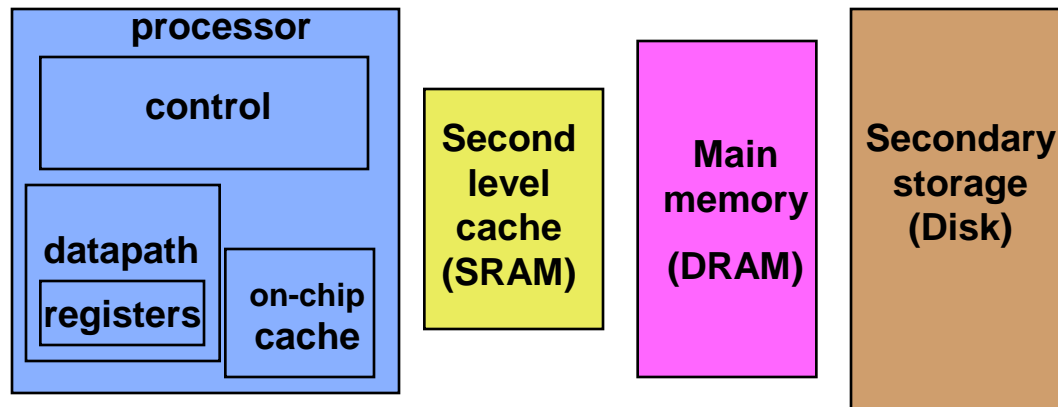 processor
control
datapath
registers
on-chip
cache
Second
level
cache
(SRAM)
Main
memory
(DRAM)
Secondary
storage
(Disk)